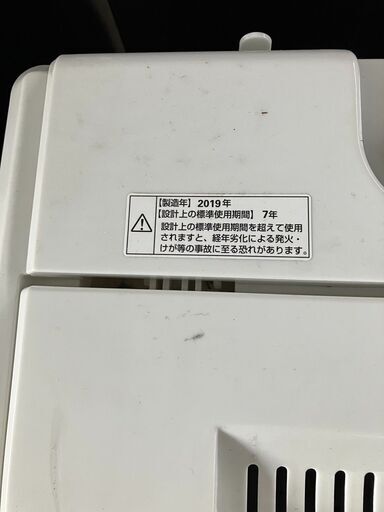 【製造年】2019年
【設計上の標準使用期間】 7年
設計上の標準使用期間を超えて使用
されますと、経年劣化による発火・
けが等の事故に至る恐れがあります。